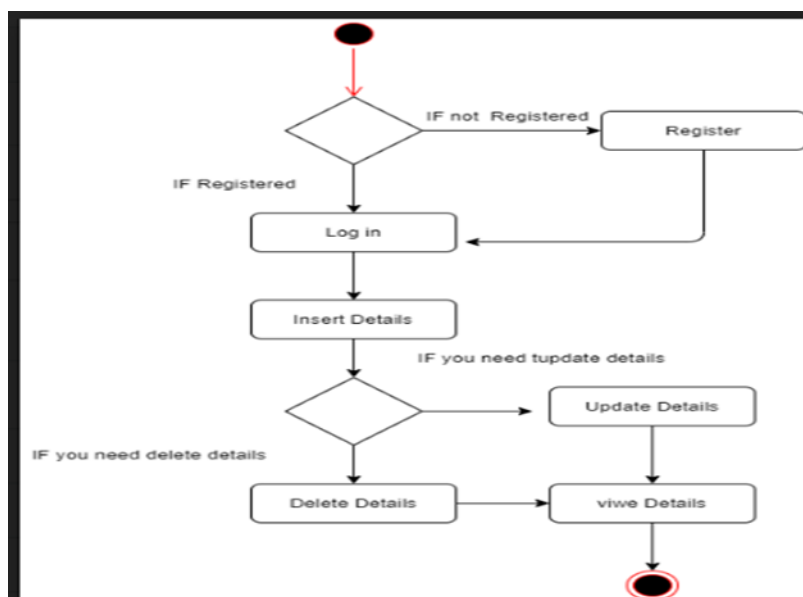 IF not Registered
Register
IF Registered
Log in
Insert Details
IF you need tupdate details
Update Details
IF you need delete details
Delete Details
viwe Details